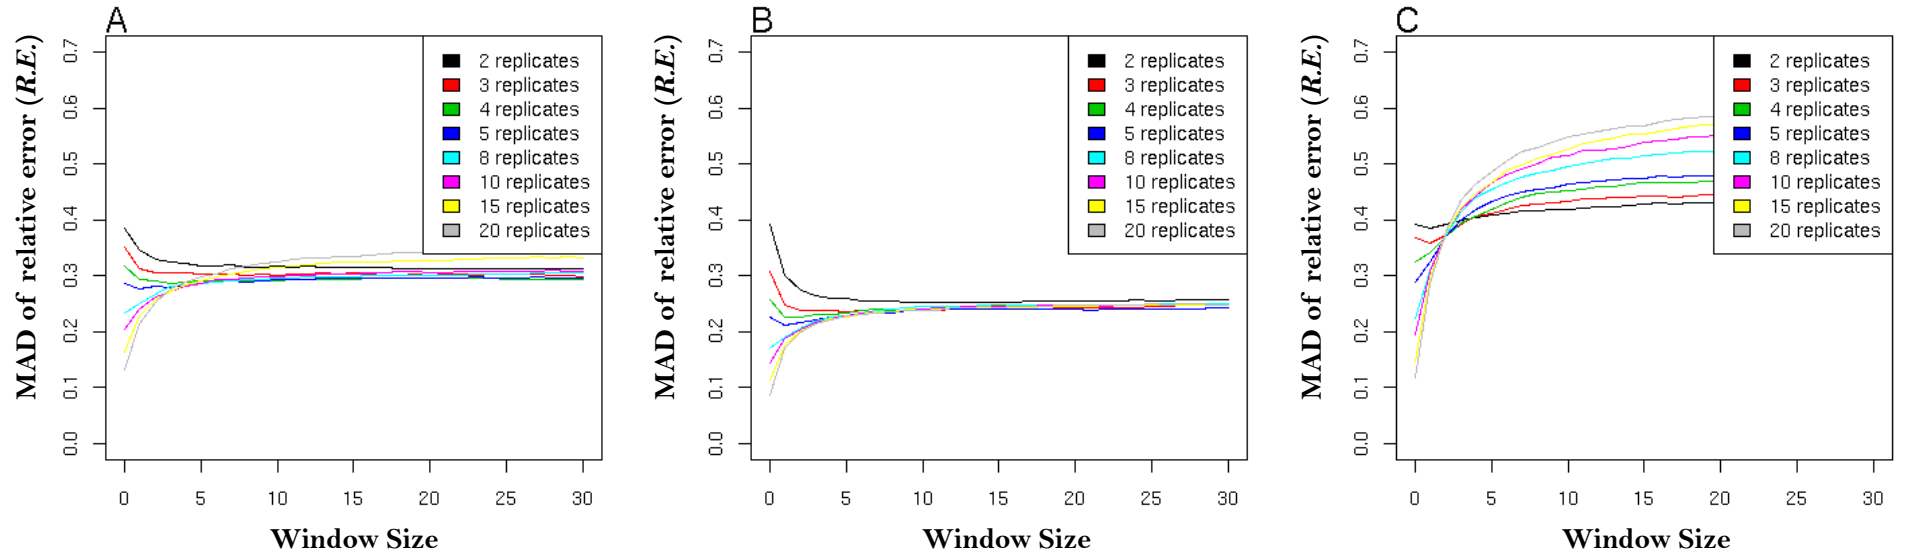 A
MAD of relative error (R.E.)
0.7
0.6
0.5
0.4
0.3
0.2
0.1
0.0
2 replicates
3 replicates
4 replicates
5 replicates
8 replicates
10 replicates
15 replicates
20 replicates
0 5 10 15 20 25 30
Window Size
B
MAD of relative error (R.E.)
0.7
0.6
0.5
0.4
0.3
0.2
0.1
0.0
2 replicates
3 replicates
4 replicates
5 replicates
8 replicates
10 replicates
15 replicates
20 replicates
0 5 10 15 20 25 30
Window Size
C
MAD of relative error (R.E.)
0.7
0.6
0.5
0.4
0.3
0.2
0.1
0.0
2 replicates
3 replicates
4 replicates
5 replicates
8 replicates
10 replicates
15 replicates
20 replicates
0 5 10 15 20 25 30
Window Size